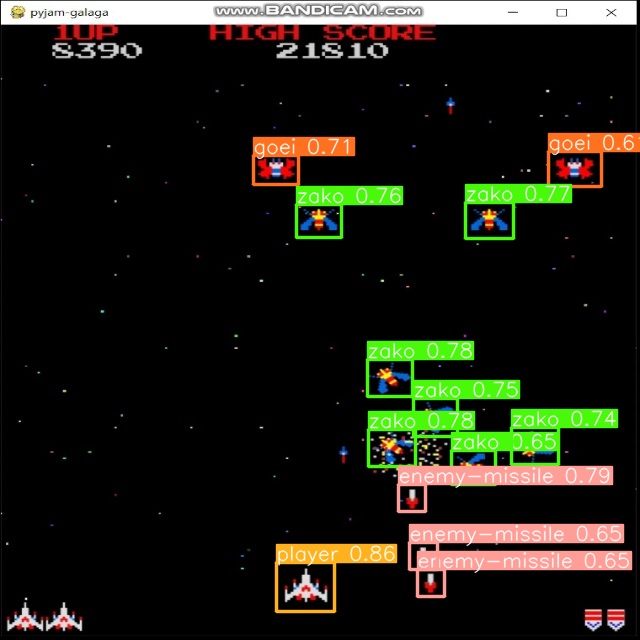 pyjam-galaga
www.BANDICAM.com
1UP
HIGH SCORE
8390
21810
goei 0.71
goei 0.6
zako 0.76
zako 0.77
zako 0.78
zako 0.75
zako 0.78
zako 0.74
zako 0.65
enemy-missile 0.79
enemy-missile 0.65
enemy-missile 0.65
player 0.86